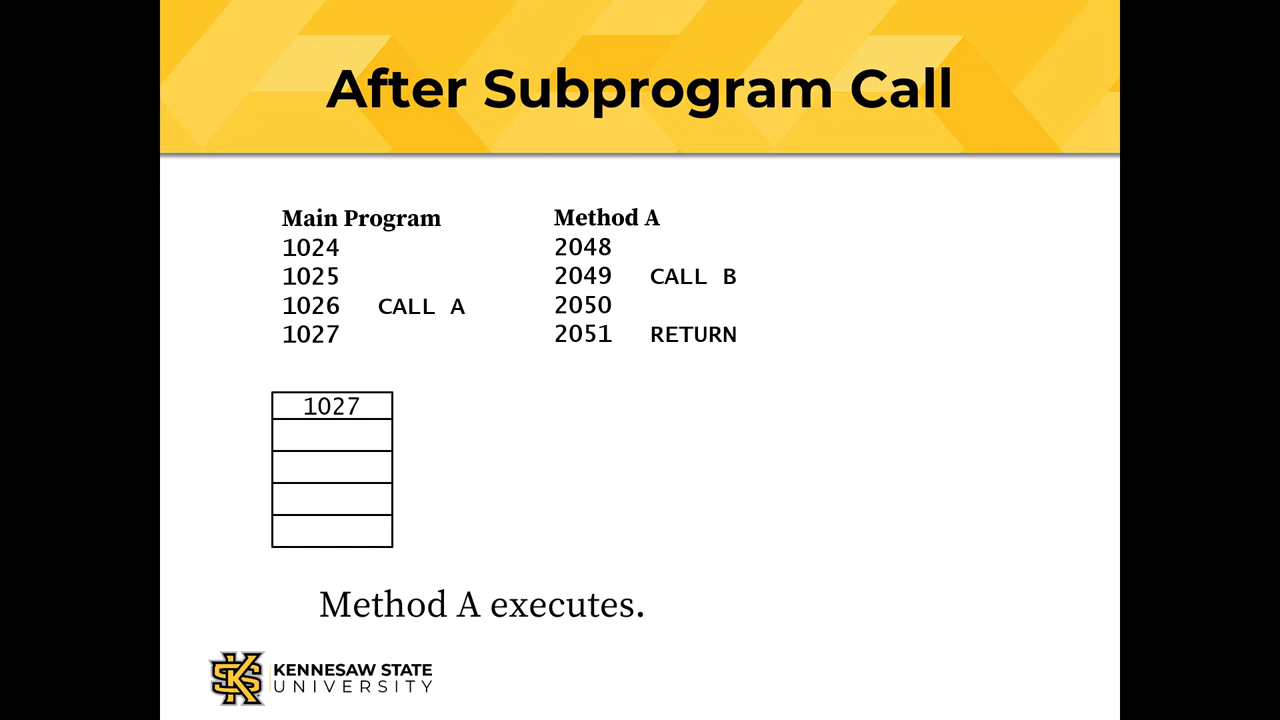 After Subprogram Call
Main Program
1024
1025
1026 CALL A
1027
Method A
2048
2049 CALL B
2050
2051 RETURN
1027
Method A executes.
KENNESAW STATE
UNIVERSITY